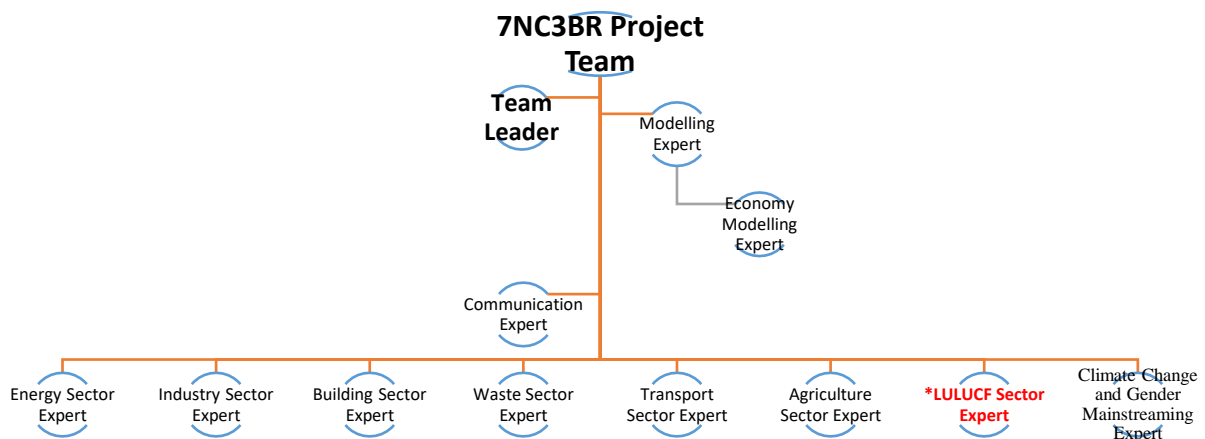 7NC3BR Project
Team
Team
Leader
Modelling
Expert
Economy
Modelling
Expert
Communication
Expert
Energy Sector
Expert
Industry Sector
Expert
Building Sector
Expert
Waste Sector
Expert
Transport
Sector Expert
Agriculture
Sector Expert
*LULUCF Sector
Expert
Climate Change
and Gender
Mainstreaming
Expert